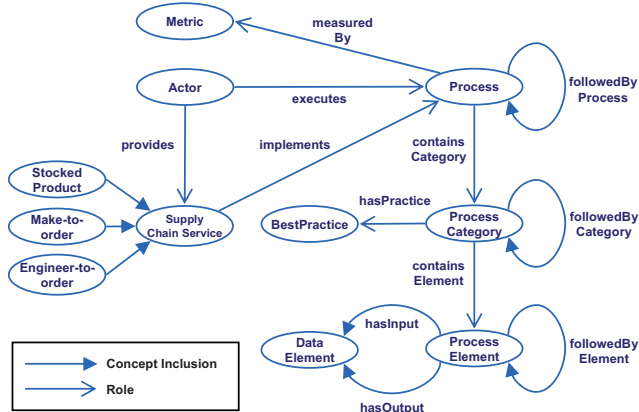 Metric
measured
By
Actor
executes
Process
followedBy
Process
provides
implements
contains
Category
Stocked
Product
Make-to-
order
Engineer-to-
order
Supply
Chain Service
hasPractice
BestPractice
Process
Category
followedBy
Category
contains
Element
hasInput
Data
Element
Process
Element
followedBy
Element
hasOutput
Concept Inclusion
Role